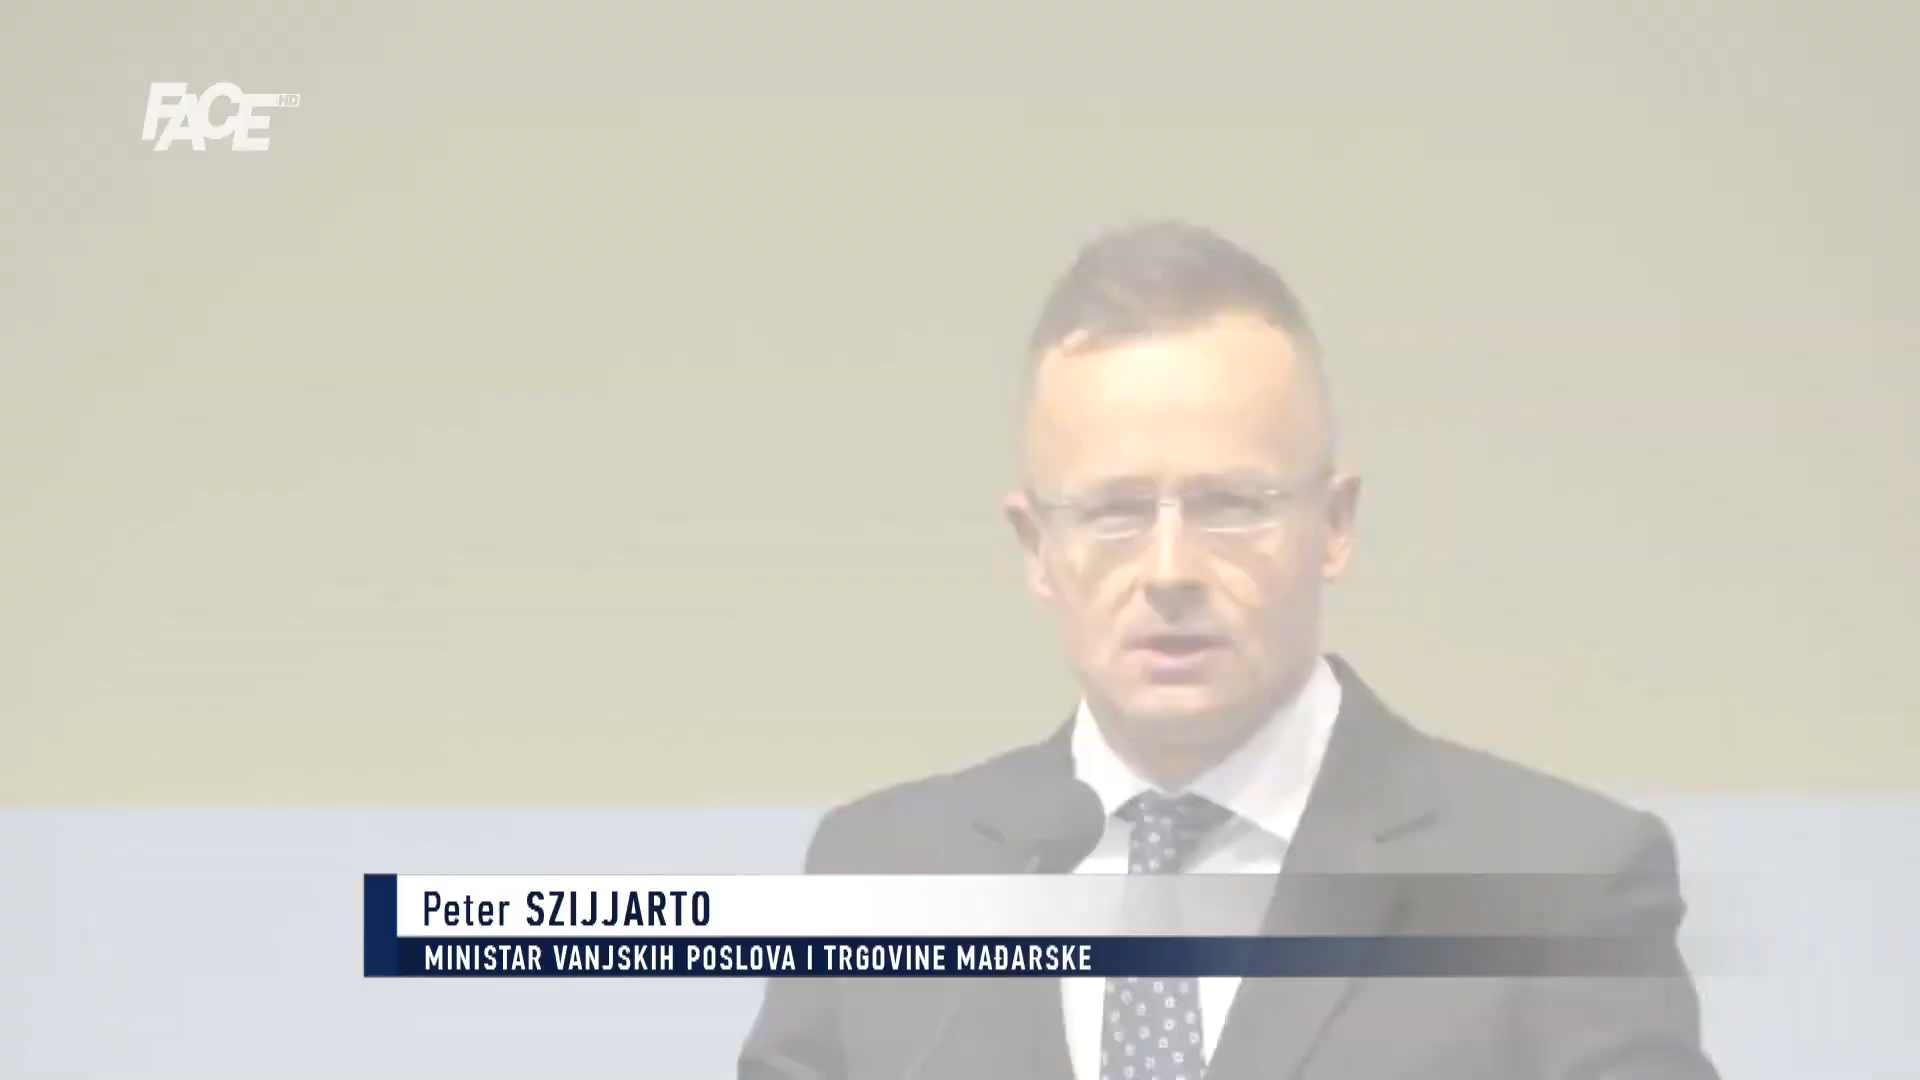 FACE HD
Peter SZIJJARTO
MINISTAR VANJSKIH POSLOVA I TRGOVINE MAĐARSKE